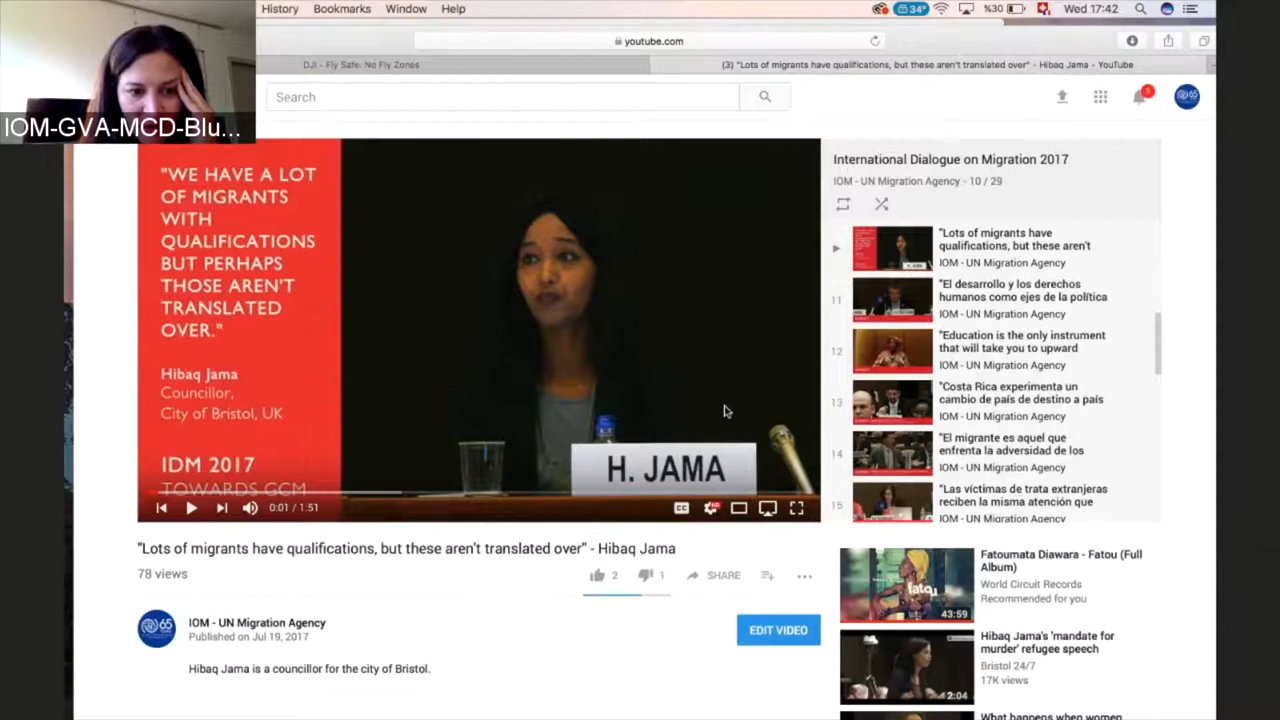 History Bookmarks Window Help
34° %30 Wed 17:42
IOM-GVA-MCD-Blu...
youtube.com
DJI - Fly Safe: No Fly Zones
(3) "Lots of migrants have qualifications, but these aren't translated over" - Hibaq Jama - YouTube
Search
3
65
"WE HAVE A LOT
OF MIGRANTS
WITH
QUALIFICATIONS
BUT PERHAPS
THOSE AREN'T
TRANSLATED
OVER."
Hibaq Jama
Councillor,
City of Bristol, UK
IDM 2017
TOWARDS GCM
H. JAMA
0:01 / 1:51
CC
HD
International Dialogue on Migration 2017
IOM - UN Migration Agency - 10 / 29
"Lots of migrants have
qualifications, but these aren't
IOM - UN Migration Agency
11
"El desarrollo y los derechos
humanos como ejes de la política
IOM - UN Migration Agency
12
"Education is the only instrument
that will take you to upward
IOM - UN Migration Agency
13
"Costa Rica experimenta un
cambio de país de destino a país
IOM - UN Migration Agency
14
"El migrante es aquel que
enfrenta la adversidad de los
IOM - UN Migration Agency
15
"Las víctimas de trata extranjeras
reciben la misma atención que
IOM - UN Migration Agency
"Lots of migrants have qualifications, but these aren't translated over" - Hibaq Jama
78 views
2 1 SHARE
65
IOM - UN Migration Agency
Published on Jul 19, 2017
EDIT VIDEO
Hibaq Jama is a councillor for the city of Bristol.
fatou
43:59
Fatoumata Diawara - Fatou (Full
Album)
World Circuit Records
Recommended for you
2:04
Hibaq Jama's 'mandate for
murder' refugee speech
Bristol 24/7
17K views
What happens when women